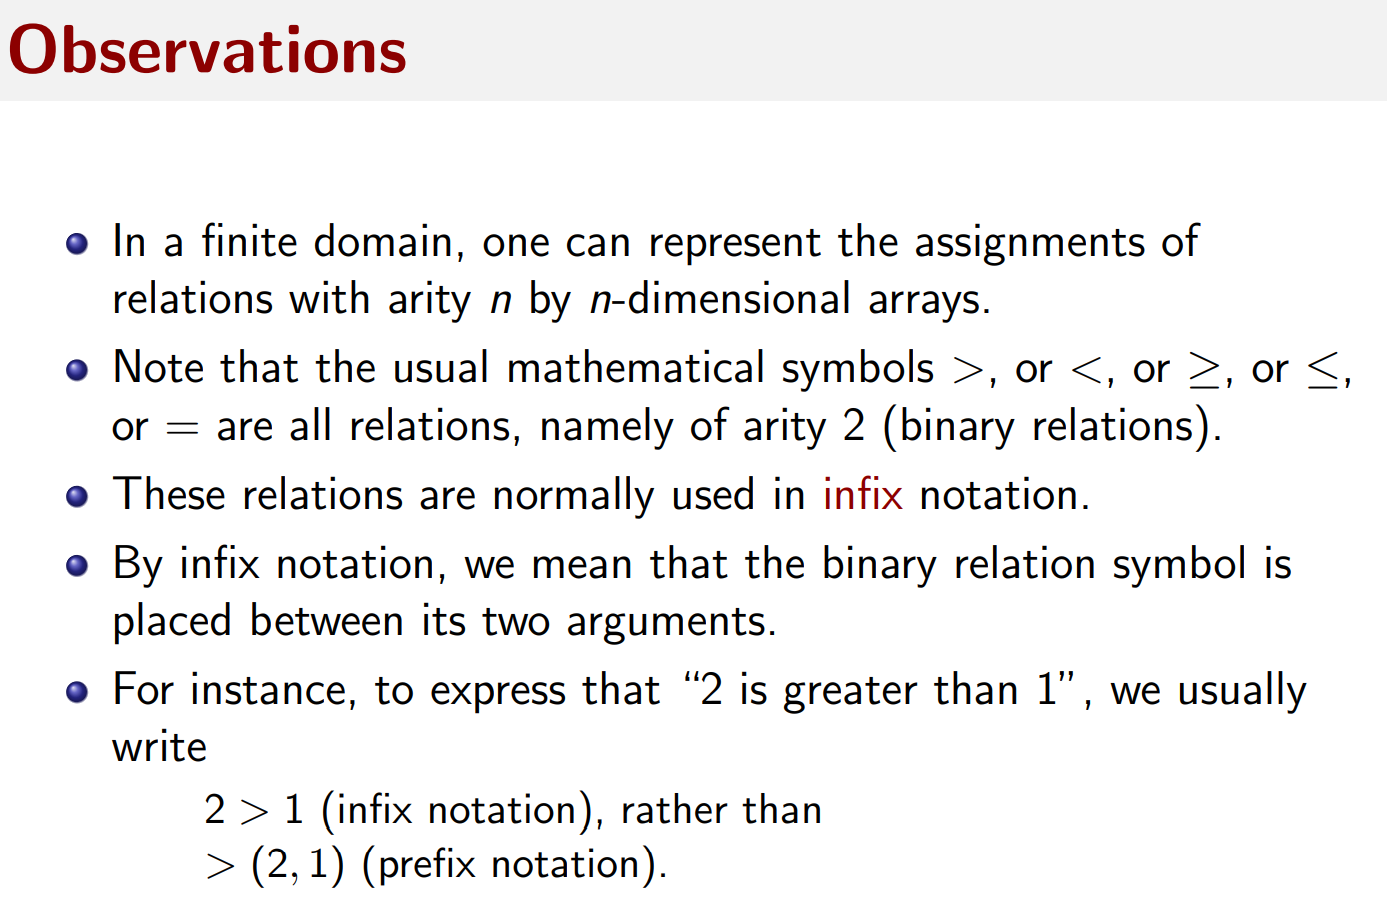 Observations
In a finite domain, one can represent the assignments of
relations with arity n by n-dimensional arrays.
Note that the usual mathematical symbols >, or <, or ≥, or ≤,
or = are all relations, namely of arity 2 (binary relations).
These relations are normally used in infix notation.
By infix notation, we mean that the binary relation symbol is
placed between its two arguments.
For instance, to express that “2 is greater than 1”, we usually
write
2 > 1 (infix notation), rather than
> (2, 1) (prefix notation).